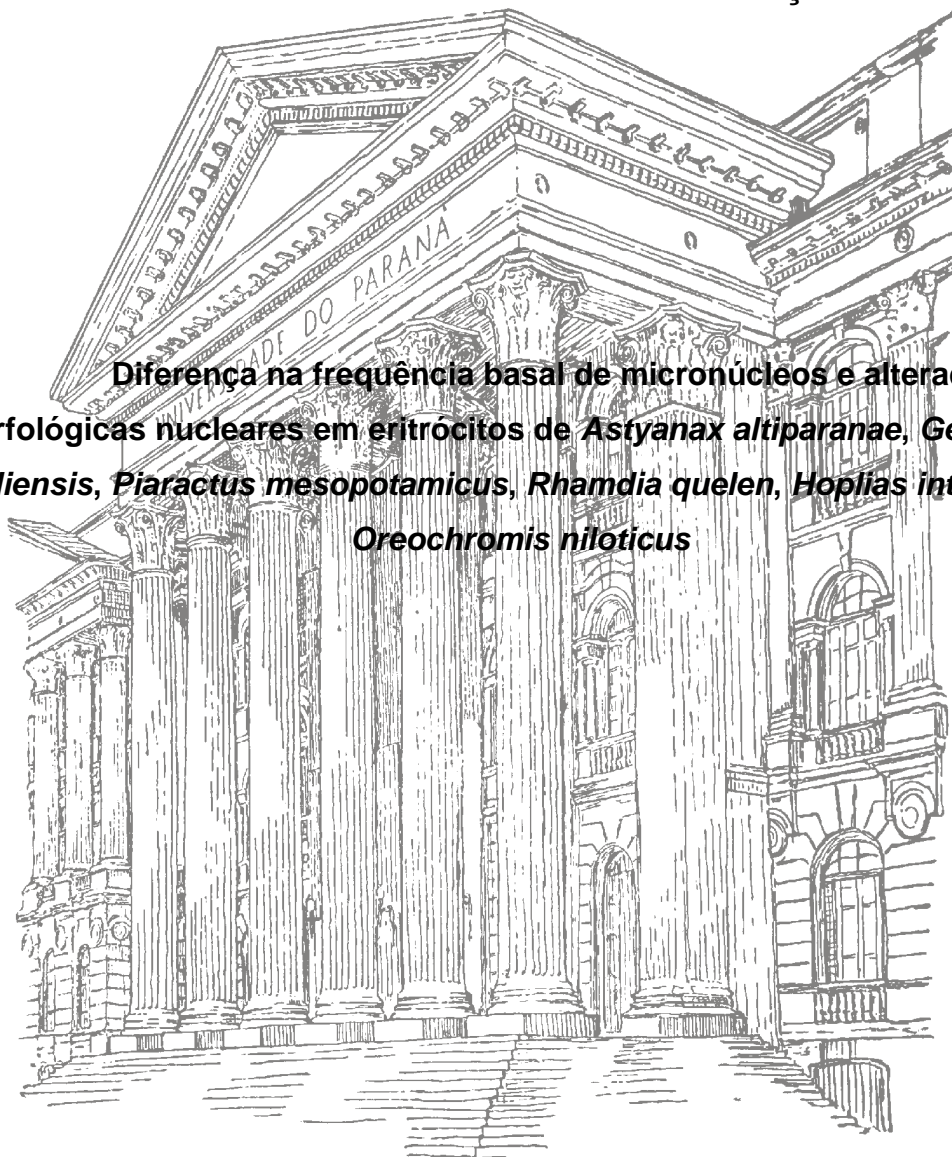 UNIVERSIDADE DO PARANÁ
Diferença na frequência basal de micronúcleos e alteraç
rfológicas nucleares em eritrócitos de Astyanax altiparanae, Ge
liensis, Piaractus mesopotamicus, Rhamdia quelen, Hoplias int
Oreochromis niloticus